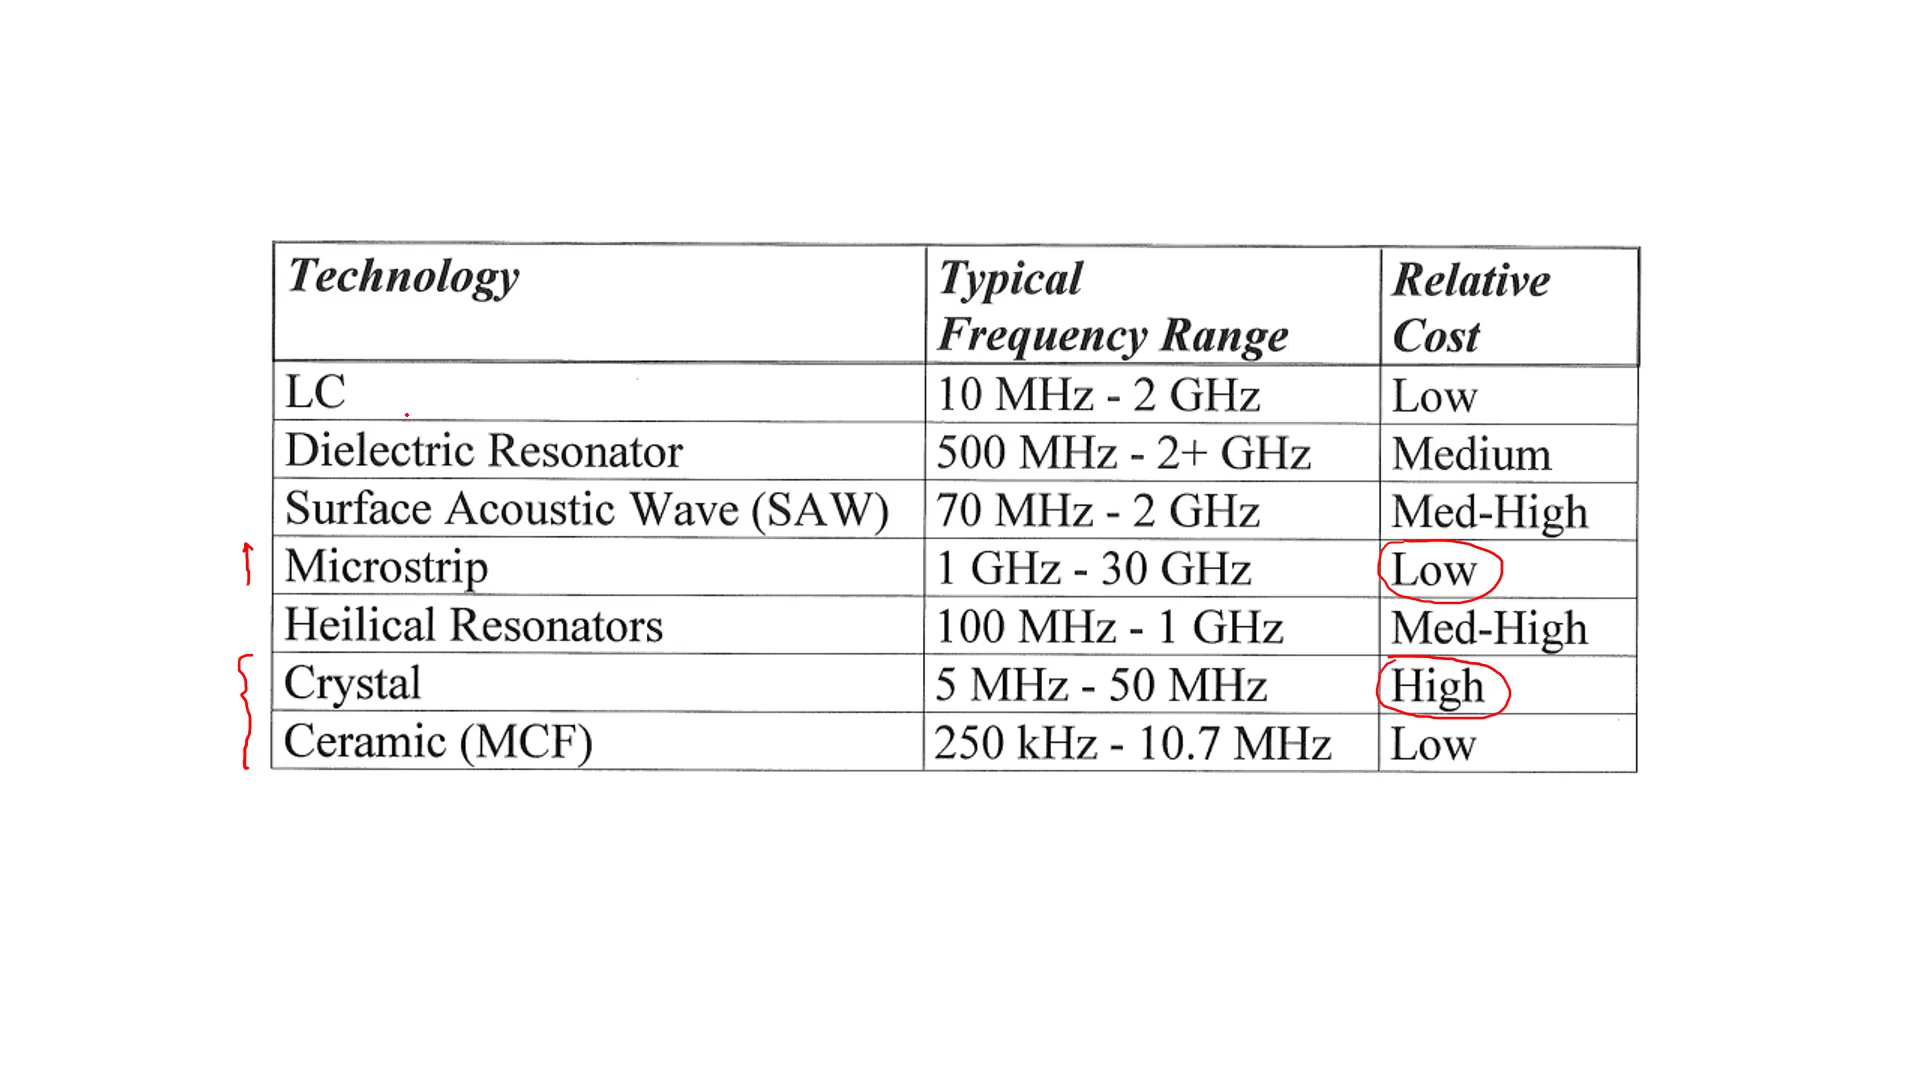 Technology Typical Frequency Range Relative Cost
LC 10 MHz - 2 GHz Low
Dielectric Resonator 500 MHz - 2+ GHz Medium
Surface Acoustic Wave (SAW) 70 MHz - 2 GHz Med-High
Microstrip 1 GHz - 30 GHz Low
Heilical Resonators 100 MHz - 1 GHz Med-High
Crystal 5 MHz - 50 MHz High
Ceramic (MCF) 250 kHz - 10.7 MHz Low